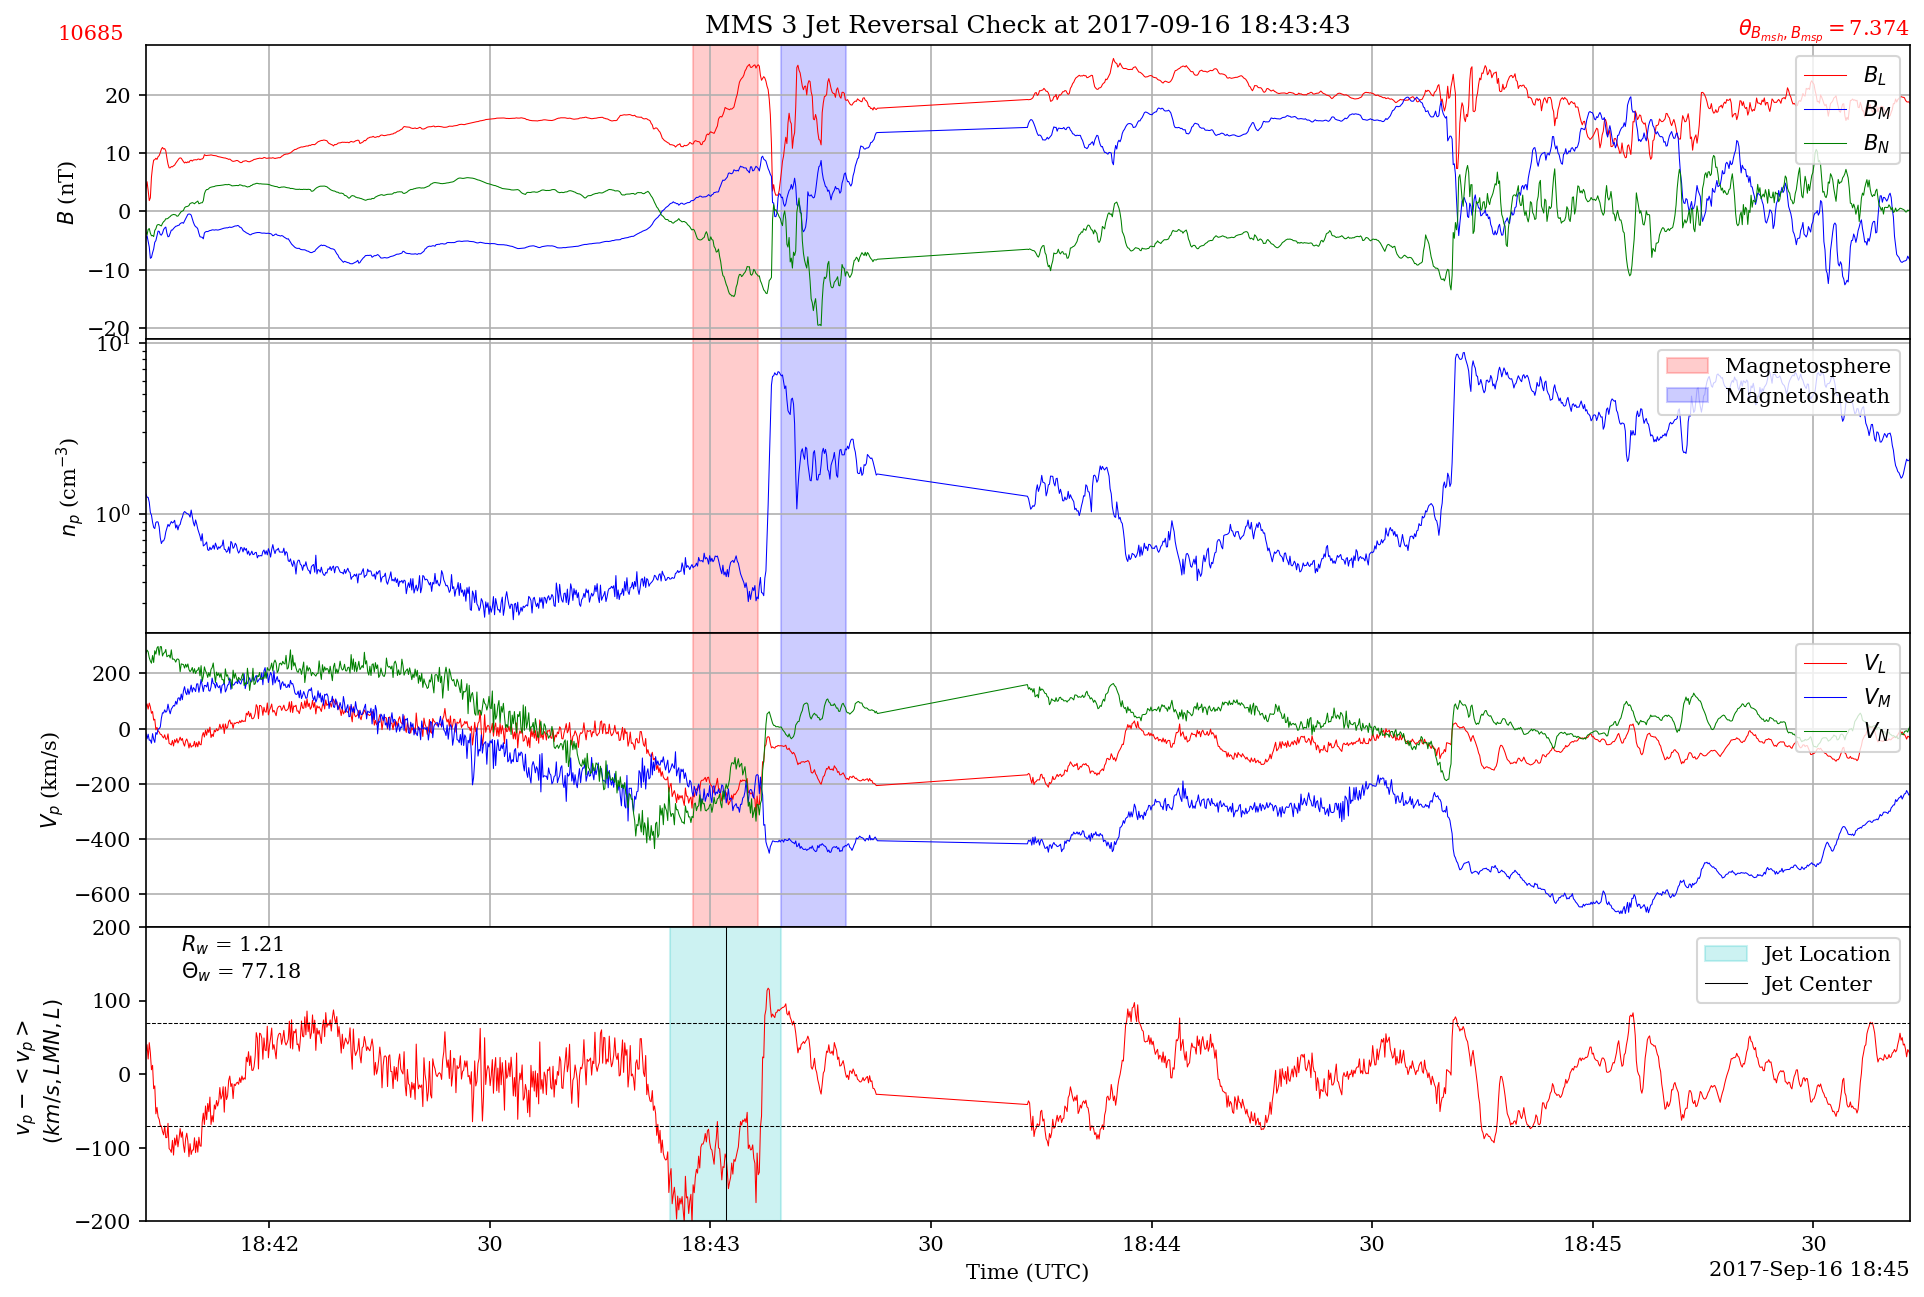 MMS 3 Jet Reversal Check at 2017-09-16 18:43:43
10685
θ_{B_{msh}, B_{msp}} = 7.374
B_L
B_M
B_N
20
10
0
−10
−20
B (nT)
Magnetosphere
Magnetosheath
10^1
10^0
n_p (cm^{−3})
V_L
V_M
V_N
200
0
−200
−400
−600
V_p (km/s)
R_w = 1.21
Θ_w = 77.18
Jet Location
Jet Center
200
100
0
−100
−200
v_p − < v_p >
(km/s, LMN, L)
18:42 30 18:43 30 18:44 30 18:45 30
Time (UTC)
2017-Sep-16 18:45